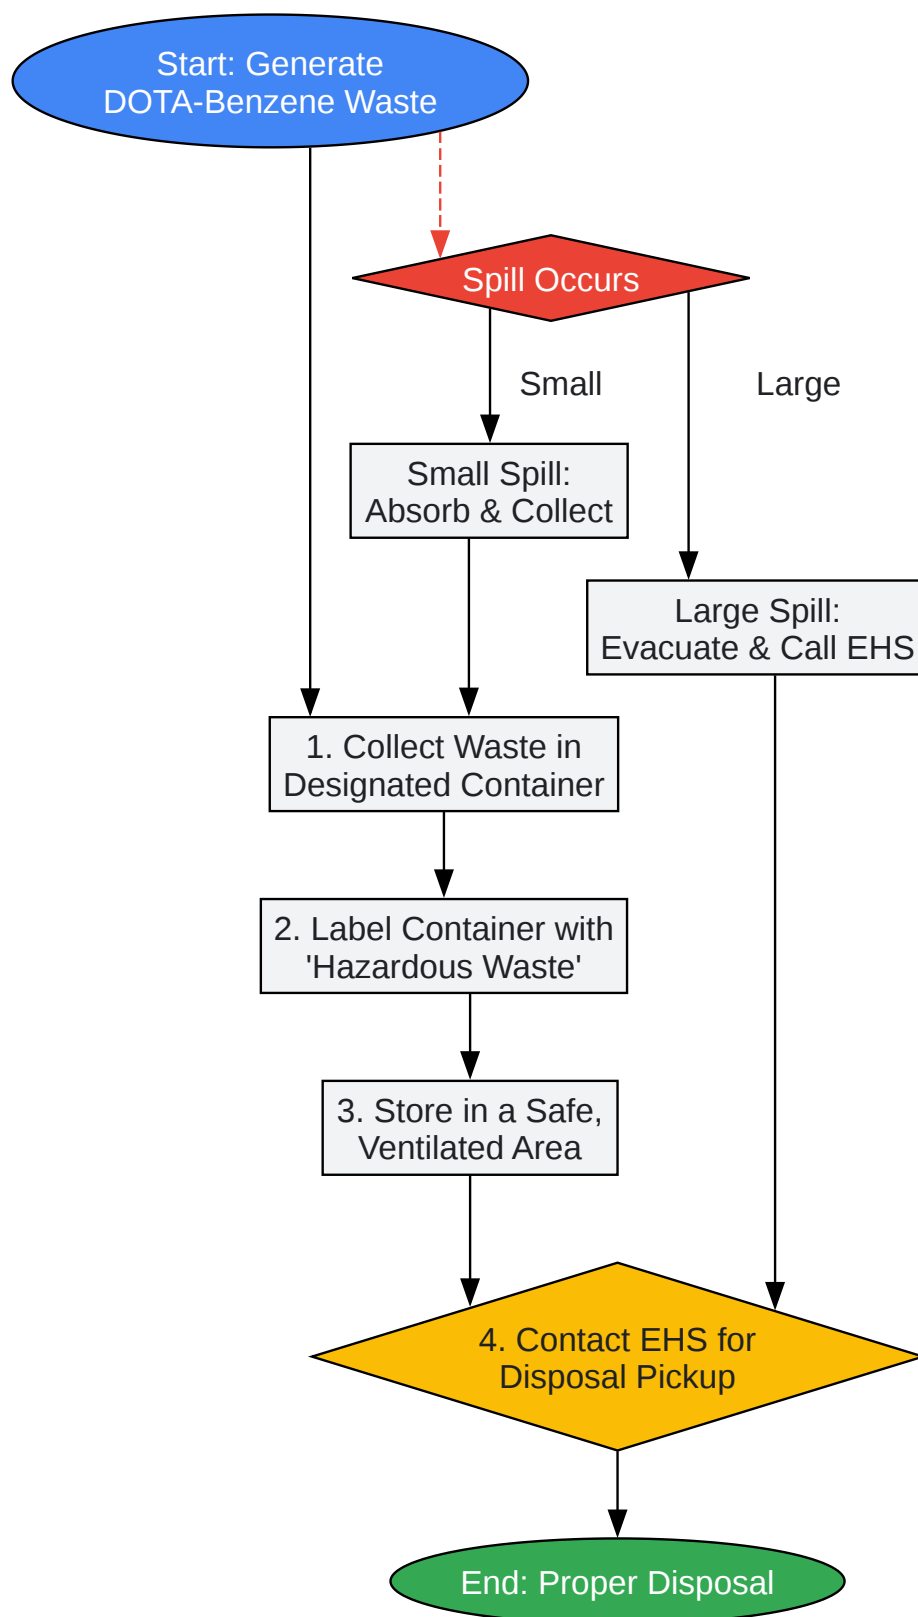 Start: Generate
DOTA-Benzene Waste
Spill Occurs
Small
Large
Small Spill:
Absorb & Collect
Large Spill:
Evacuate & Call EHS
1. Collect Waste in
Designated Container
2. Label Container with
'Hazardous Waste'
3. Store in a Safe,
Ventilated Area
4. Contact EHS for
Disposal Pickup
End: Proper Disposal